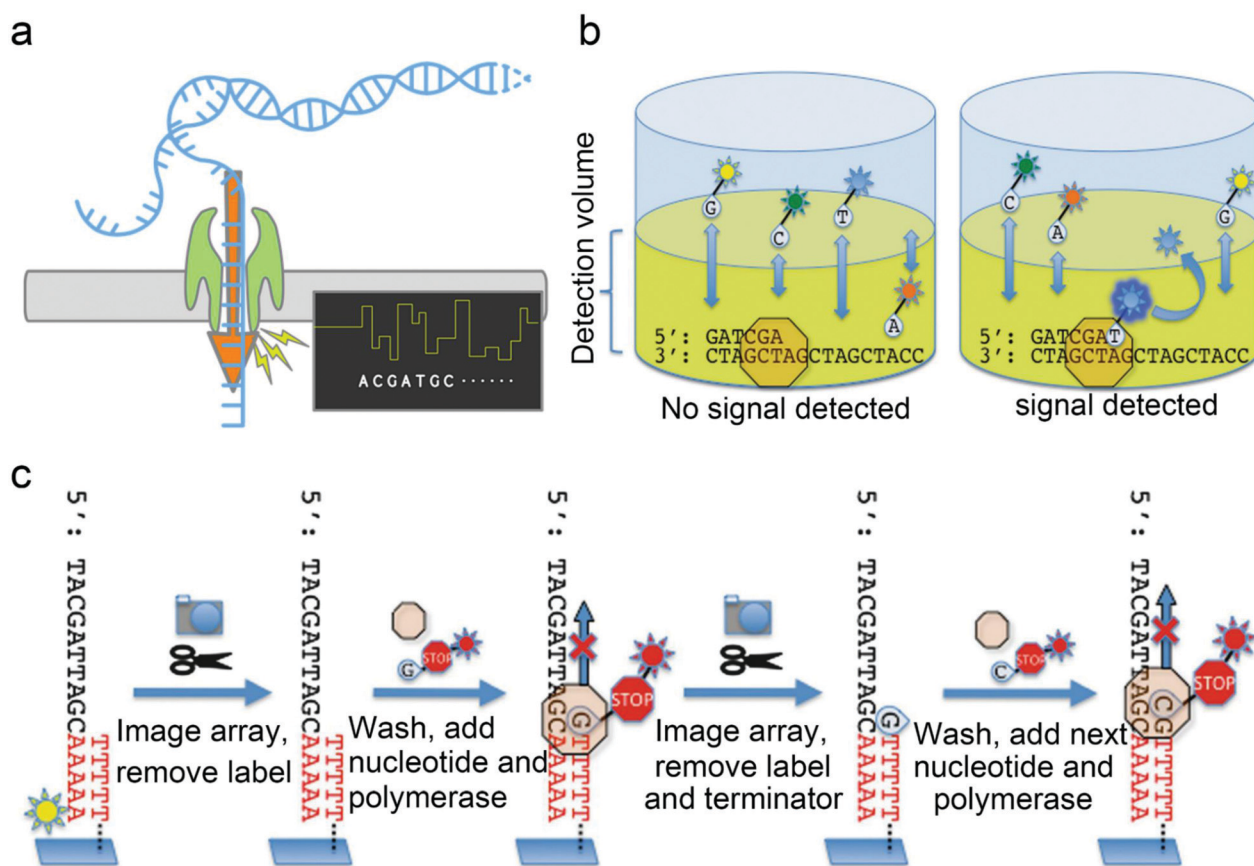 a
ACGATGC······
b
Detection volume
G
C
T
A
5′: GATCGA
3′: CTAGCTAGCTAGCTACC
No signal detected
C
A
G
5′: GATCGAT
3′: CTAGCTAGCTAGCTACC
signal detected
c
5′: TACGATTAGCAAAAA
TTTTT
Image array,
remove label
5′: TACGATTAGCAAAAA
TTTTT
G
STOP
Wash, add
nucleotide and
polymerase
5′: TACGATTAGCAAAAA
GTTTTT
STOP
Image array,
remove label
and terminator
5′: TACGATTAGCAAAAA
GTTTTT
C
STOP
Wash, add next
nucleotide and
polymerase
5′: TACGATTAGCAAAAA
CGTTTTT
STOP